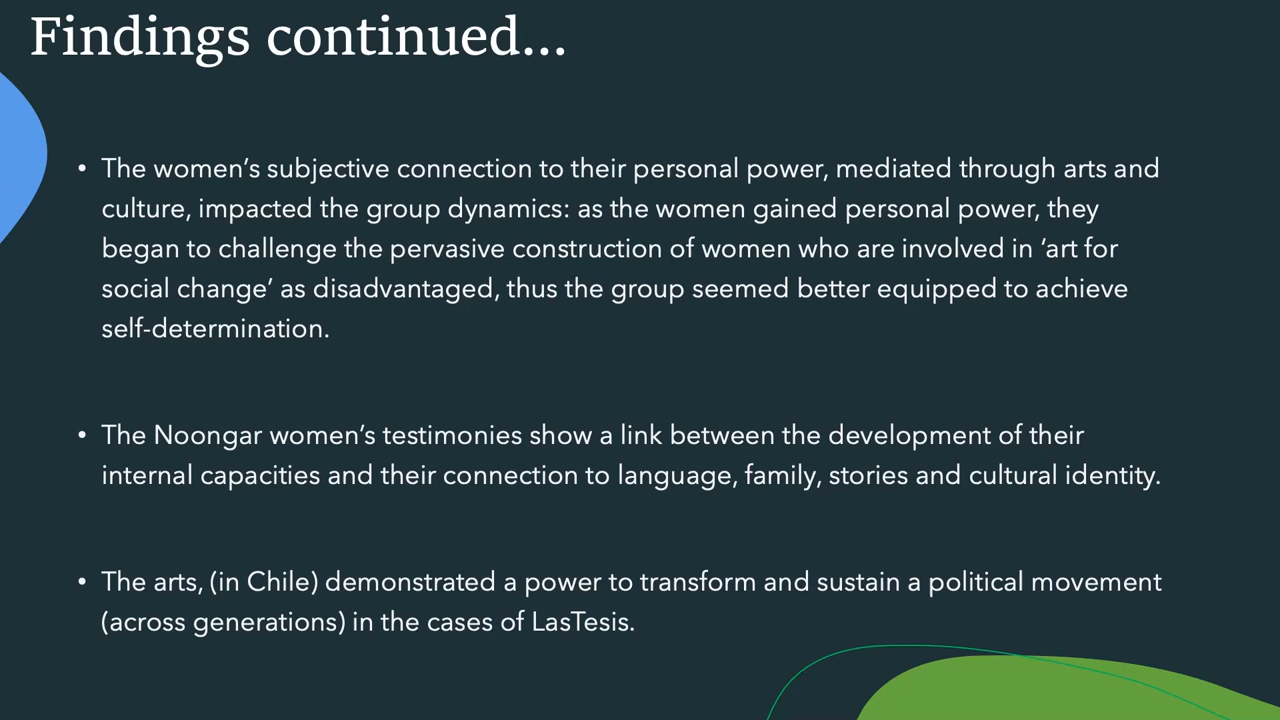 Findings continued...
• The women’s subjective connection to their personal power, mediated through arts and
culture, impacted the group dynamics: as the women gained personal power, they
began to challenge the pervasive construction of women who are involved in ‘art for
social change’ as disadvantaged, thus the group seemed better equipped to achieve
self-determination.
• The Noongar women’s testimonies show a link between the development of their
internal capacities and their connection to language, family, stories and cultural identity.
• The arts, (in Chile) demonstrated a power to transform and sustain a political movement
(across generations) in the cases of LasTesis.